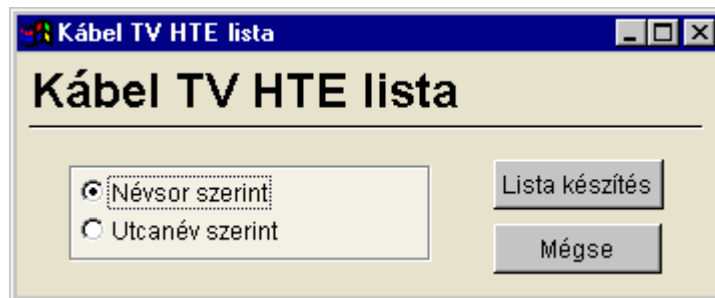 Kábel TV HTE lista
Kábel TV HTE lista
Névsor szerint
Utcanév szerint
Lista készítés
Mégse